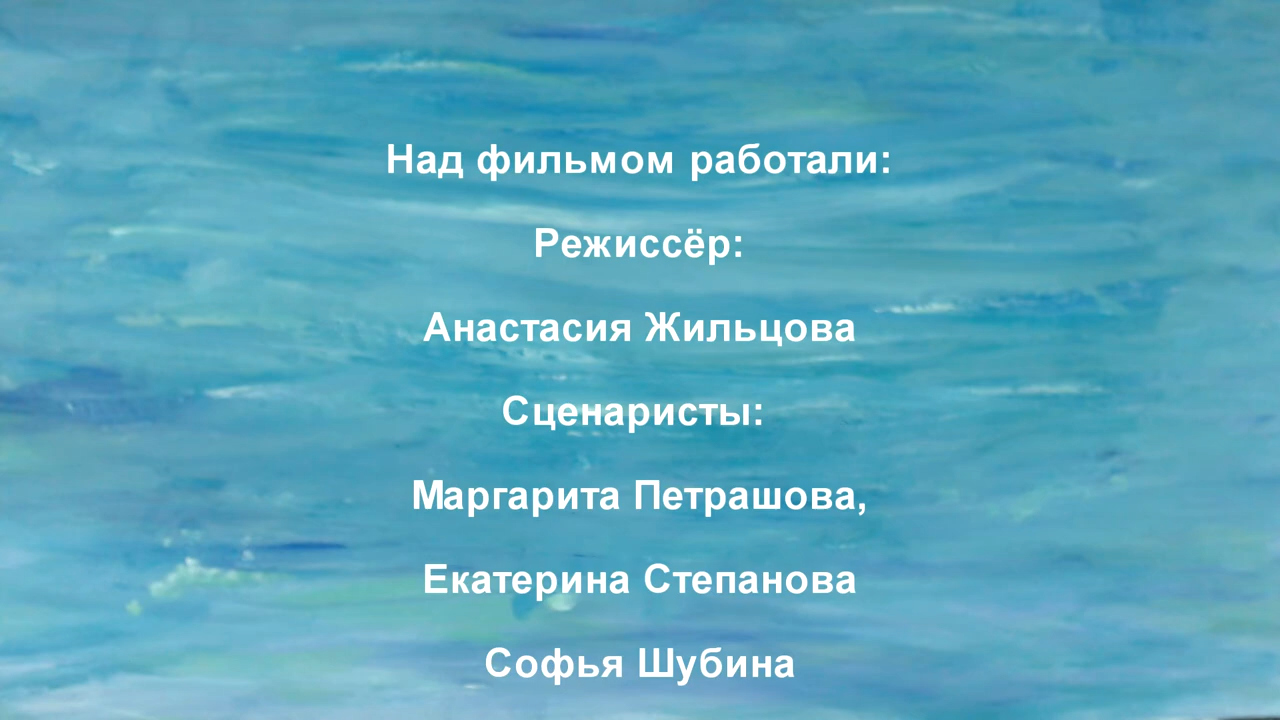 Над фильмом работали:
Режиссёр:
Анастасия Жильцова
Сценаристы:
Маргарита Петрашова,
Екатерина Степанова
Софья Шубина